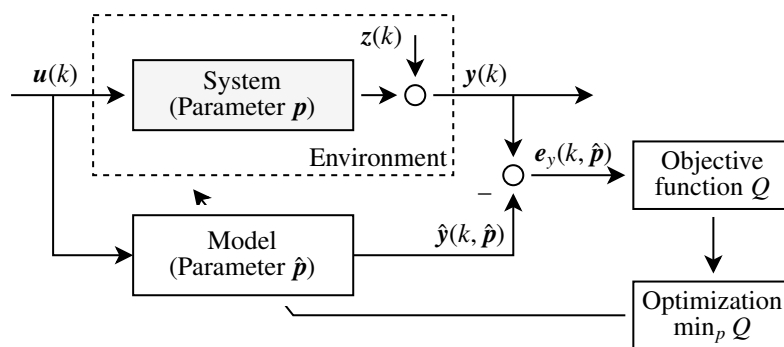 z(k)
u(k)
System
(Parameter p)
y(k)
Environment
e_y(k, p̂)
Objective
function Q
–
Model
(Parameter p̂)
ŷ(k, p̂)
Optimization
min_p Q